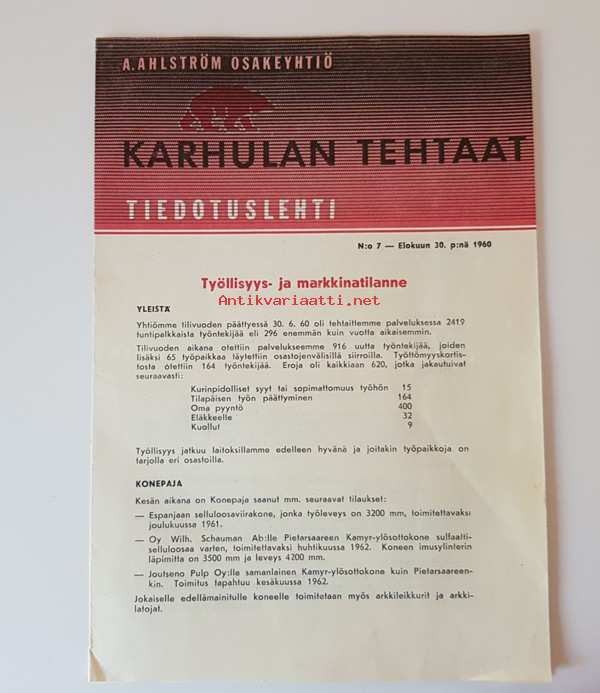 A. AHLSTRÖM OSAKEYHTIÖ
KARHULAN TEHTAAT
TIEDOTUSLEHTI
N:o 7 — Elokuun 30. p:nä 1960
Työllisyys- ja markkinatilanne
Antikvariaatti.net
YLEISTÄ
Yhtiömme tilivuoden päättyessä 30. 6. 60 oli tehtaittemme palveluksessa 2419
tuntipalkkaista työntekijää eli 296 enemmän kuin vuotta aikaisemmin.
Tilivuoden aikana otettiin palvelukseemme 916 uutta työntekijää, joiden
lisäksi 65 työpaikkaa täytettiin osastojenvälisillä siirroilla. Työttömyyskortis-
tosta otettiin 164 työntekijää. Eroja oli kaikkiaan 620, jotka jakautuivat
seuraavasti:
Kurinpidolliset syyt tai sopimattomuus työhön 15
Tilapäisen työn päättyminen 164
Oma pyyntö 400
Eläkkeelle 32
Kuollut 9
Työllisyys jatkuu laitoksillamme edelleen hyvänä ja joitakin työpaikkoja on
tarjolla eri osastoilla.
KONEPAJA
Kesän aikana on Konepaja saanut mm. seuraavat tilaukset:
— Espanjaan selluloosaviirakone, jonka työleveys on 3200 mm, toimitettavaksi
joulukuussa 1961.
— Oy Wilh. Schauman Ab:lle Pietarsaareen Kamyr-ylösottokone sulfaatti-
selluloosaa varten, toimitettavaksi huhtikuussa 1962. Koneen imusylinterin
läpimitta on 3500 mm ja leveys 4200 mm.
— Joutseno Pulp Oy:lle samanlainen Kamyr-ylösottokone kuin Pietarsaareen-
kin. Toimitus tapahtuu kesäkuussa 1962.
Jokaiselle edellämainitulle koneelle toimitetaan myös arkkileikkurit ja arkki-
latojat.